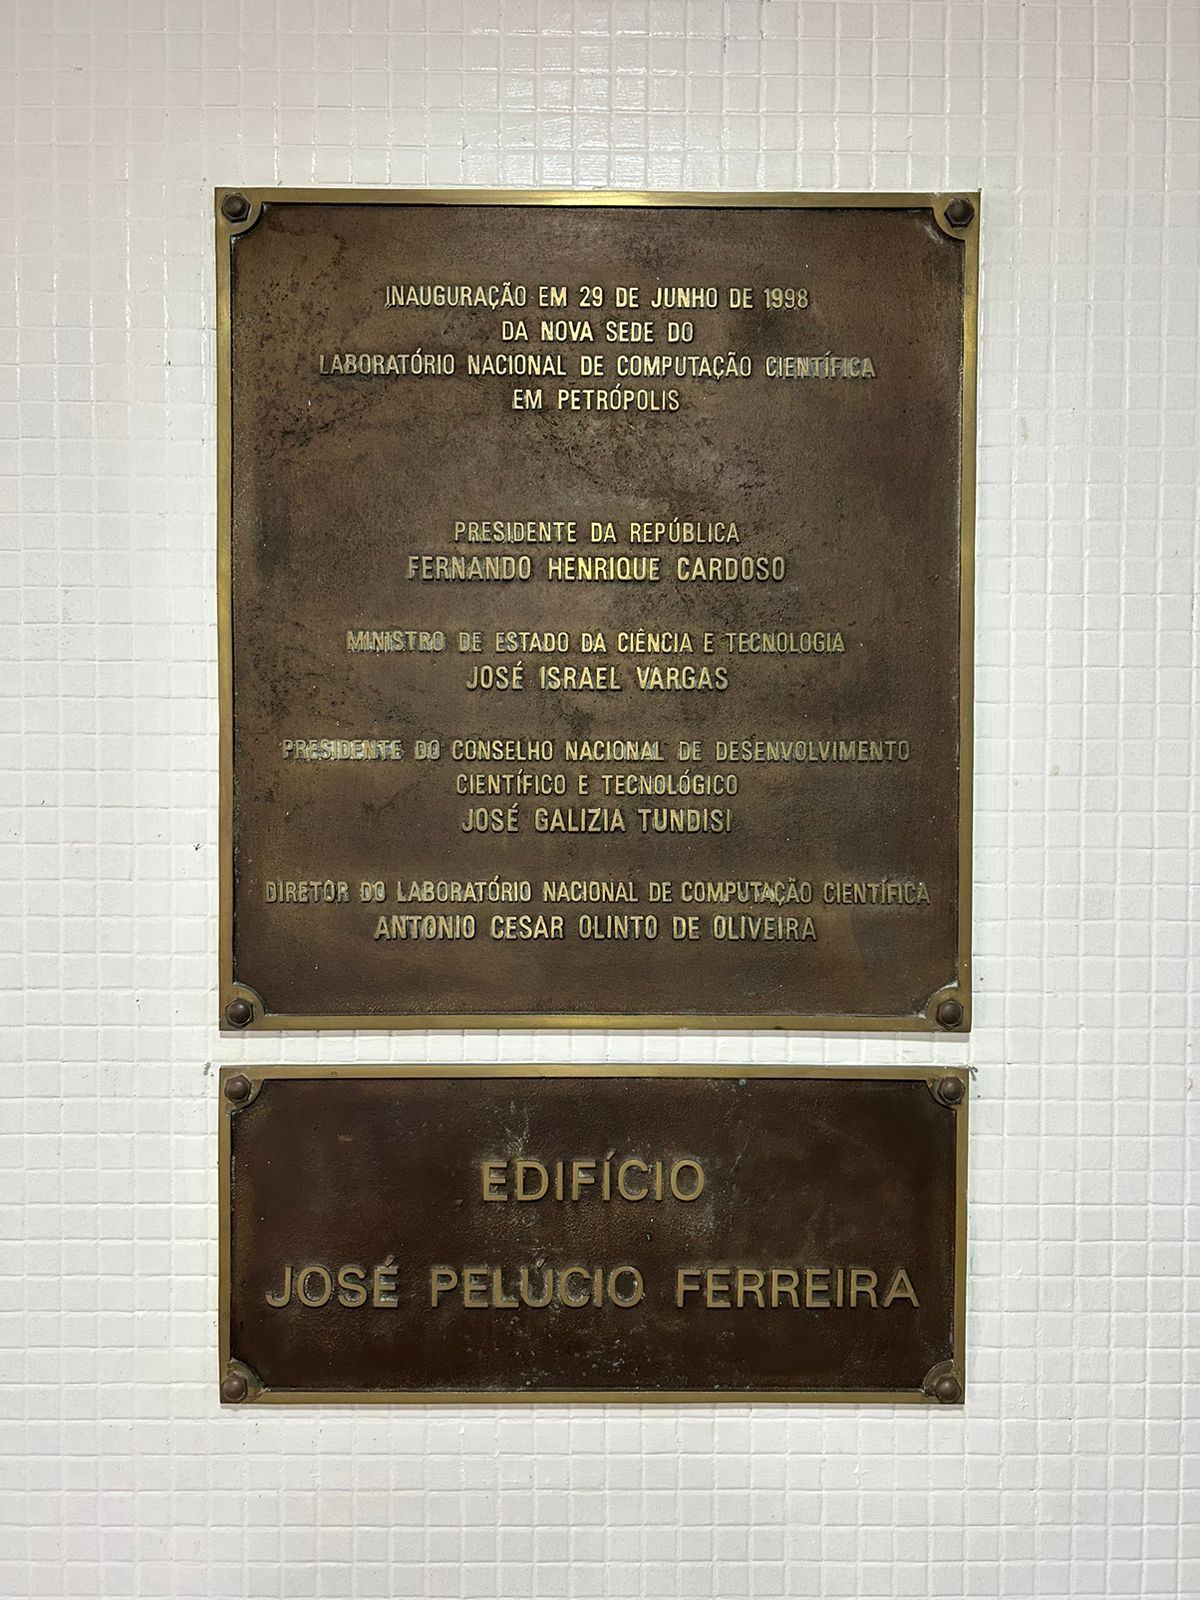 INAUGURAÇÃO EM 29 DE JUNHO DE 1998
DA NOVA SEDE DO
LABORATÓRIO NACIONAL DE COMPUTAÇÃO CIENTÍFICA
EM PETRÓPOLIS
PRESIDENTE DA REPÚBLICA
FERNANDO HENRIQUE CARDOSO
MINISTRO DE ESTADO DA CIÊNCIA E TECNOLOGIA
JOSÉ ISRAEL VARGAS
PRESIDENTE DO CONSELHO NACIONAL DE DESENVOLVIMENTO
CIENTÍFICO E TECNOLÓGICO
JOSÉ GALIZIA TUNDISI
DIRETOR DO LABORATÓRIO NACIONAL DE COMPUTAÇÃO CIENTÍFICA
ANTONIO CESAR OLINTO DE OLIVEIRA
EDIFÍCIO
JOSÉ PELÚCIO FERREIRA